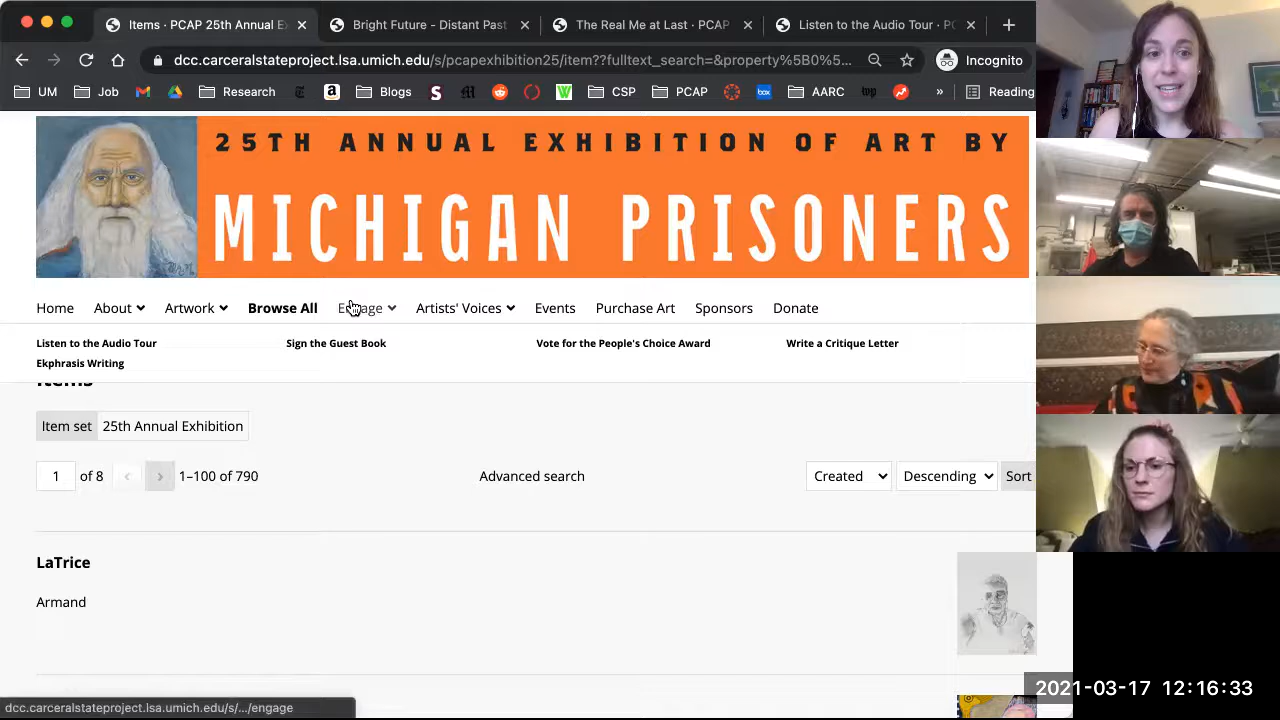 Items · PCAP 25th Annual E
Bright Future - Distant Past
The Real Me at Last · PCAP
Listen to the Audio Tour · PC
dcc.carceralstateproject.lsa.umich.edu/s/pcapexhibition25/item??fulltext_search=&property%5B0%5...
Incognito
UM
Job
Research
Blogs
CSP
PCAP
AARC
»
Reading
25TH ANNUAL EXHIBITION OF ART BY
MICHIGAN PRISONERS
Home
About
Artwork
Browse All
Engage
Artists' Voices
Events
Purchase Art
Sponsors
Donate
Listen to the Audio Tour
Sign the Guest Book
Vote for the People's Choice Award
Write a Critique Letter
Ekphrasis Writing
Items
Item set 25th Annual Exhibition
1 of 8
1–100 of 790
Advanced search
Created
Descending
Sort
LaTrice
Armand
dcc.carceralstateproject.lsa.umich.edu/s/.../engage
2021-03-17 12:16:33